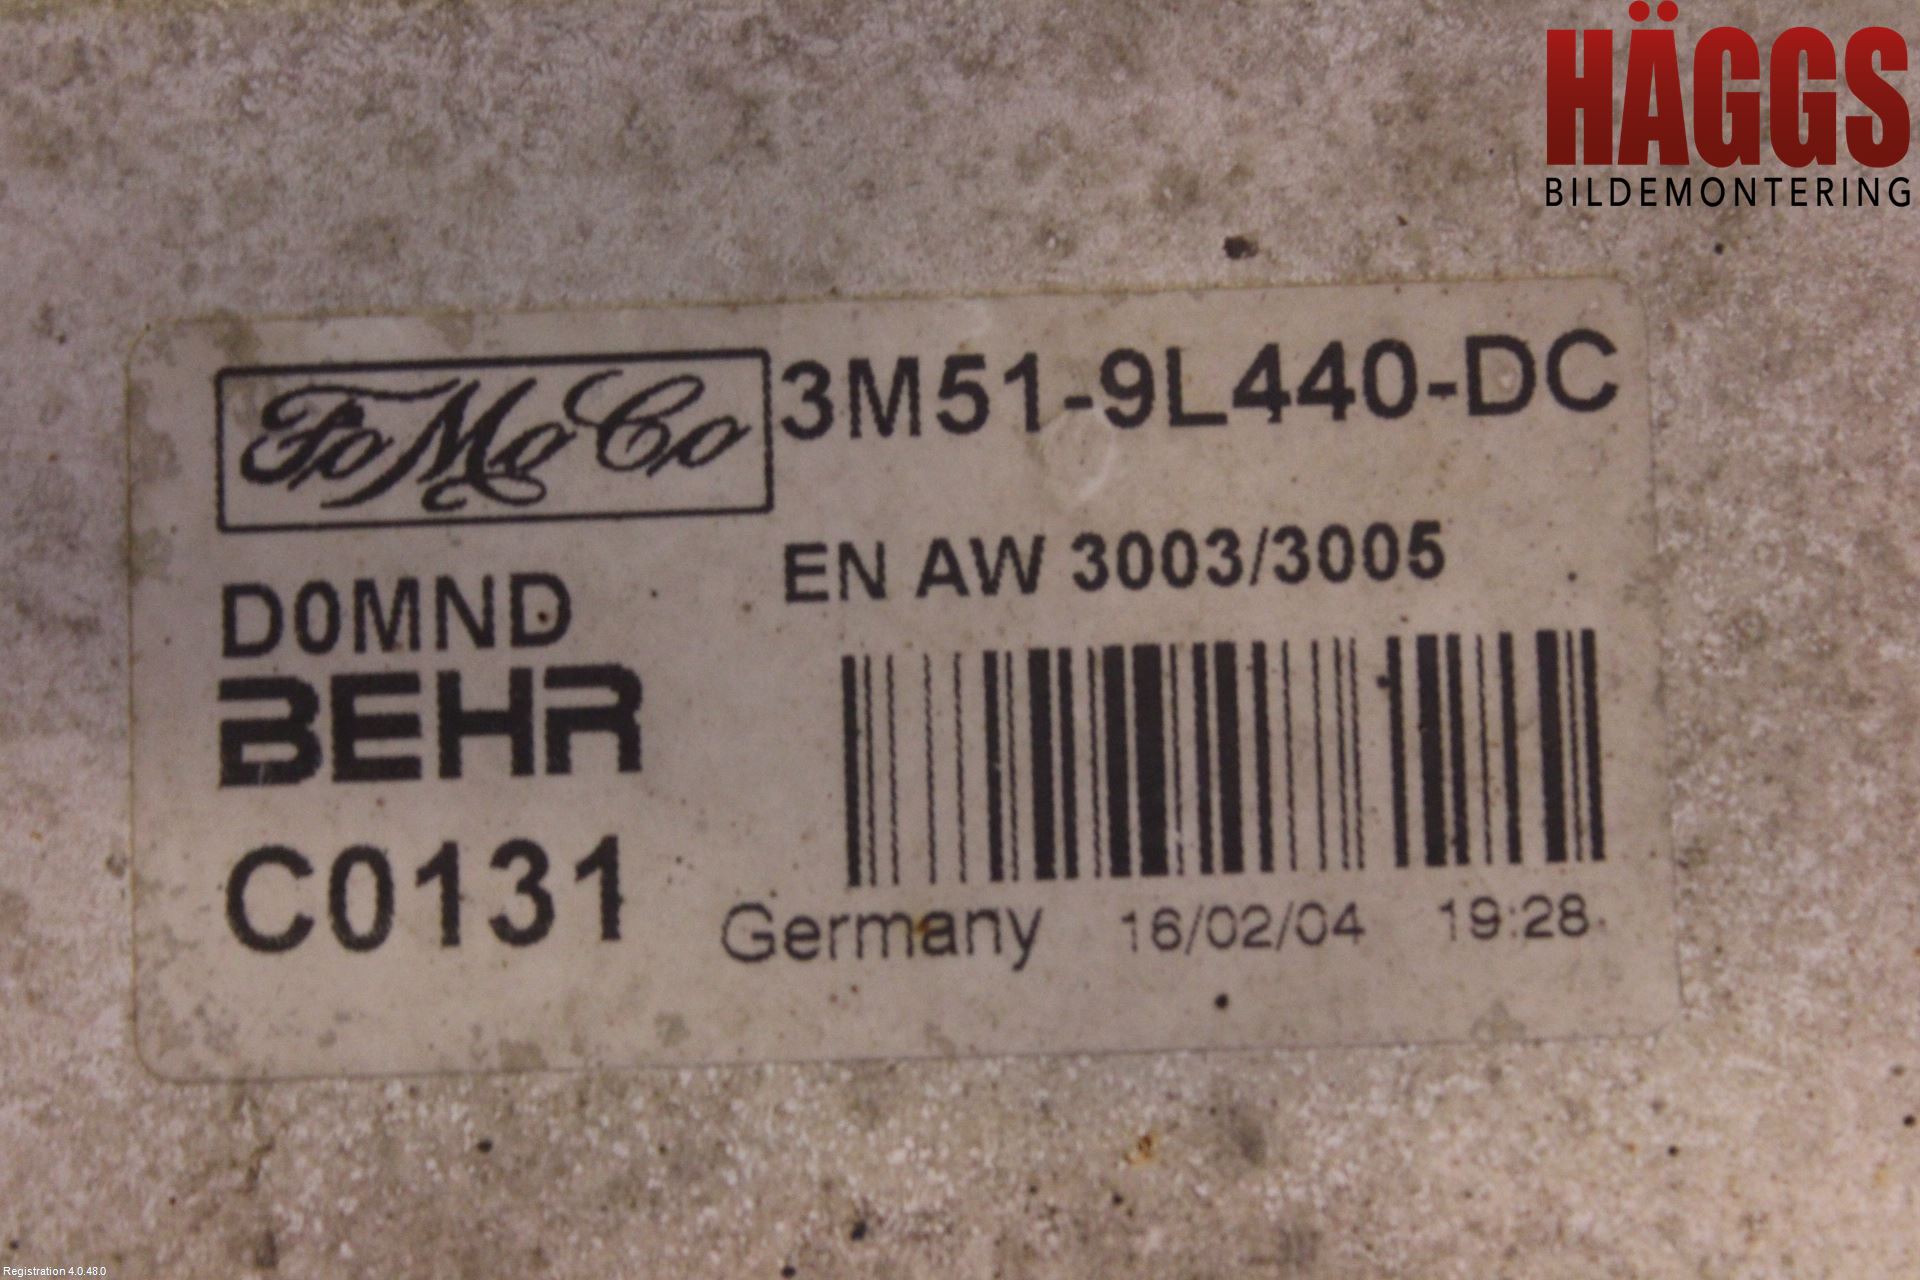 HÄGGS
BILDEMONTERING
FoMoCo 3M51-9L440-DC
EN AW 3003/3005
D0MND
BEHR
C0131
Germany 16/02/04 19:28
Registration 4.0.48.0